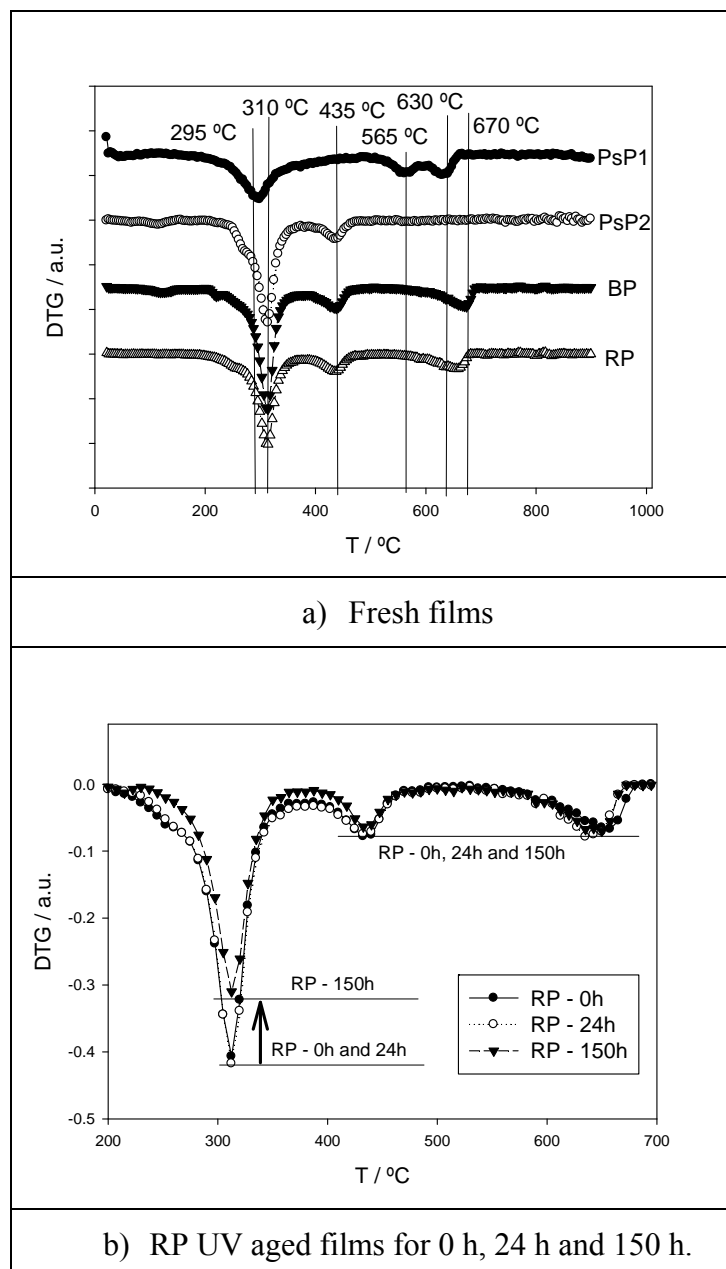 295 ºC
310 ºC
435 ºC
565 ºC
630 ºC
670 ºC
PsP1
PsP2
BP
RP
DTG / a.u.
0
200
400
600
800
1000
T / ºC
a) Fresh films
0.0
-0.1
-0.2
-0.3
-0.4
-0.5
DTG / a.u.
RP - 0h, 24h and 150h
RP - 150h
RP - 0h and 24h
RP - 0h
RP - 24h
RP - 150h
200
300
400
500
600
700
T / ºC
b) RP UV aged films for 0 h, 24 h and 150 h.